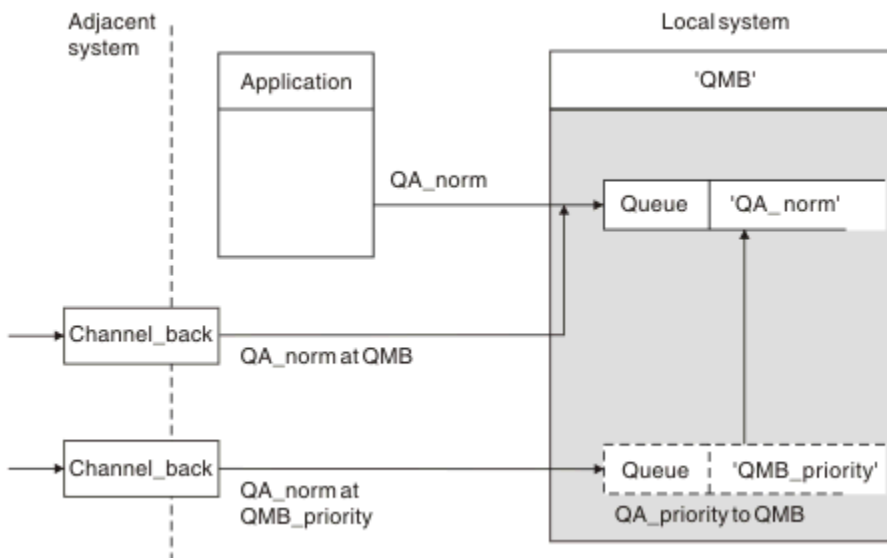 Adjacent
system
Local system
Application
'QMB'
QA_norm
Queue
'QA_norm'
Channel_back
QA_norm at QMB
Channel_back
QA_norm at
QMB_priority
Queue
'QMB_priority'
QA_priority to QMB